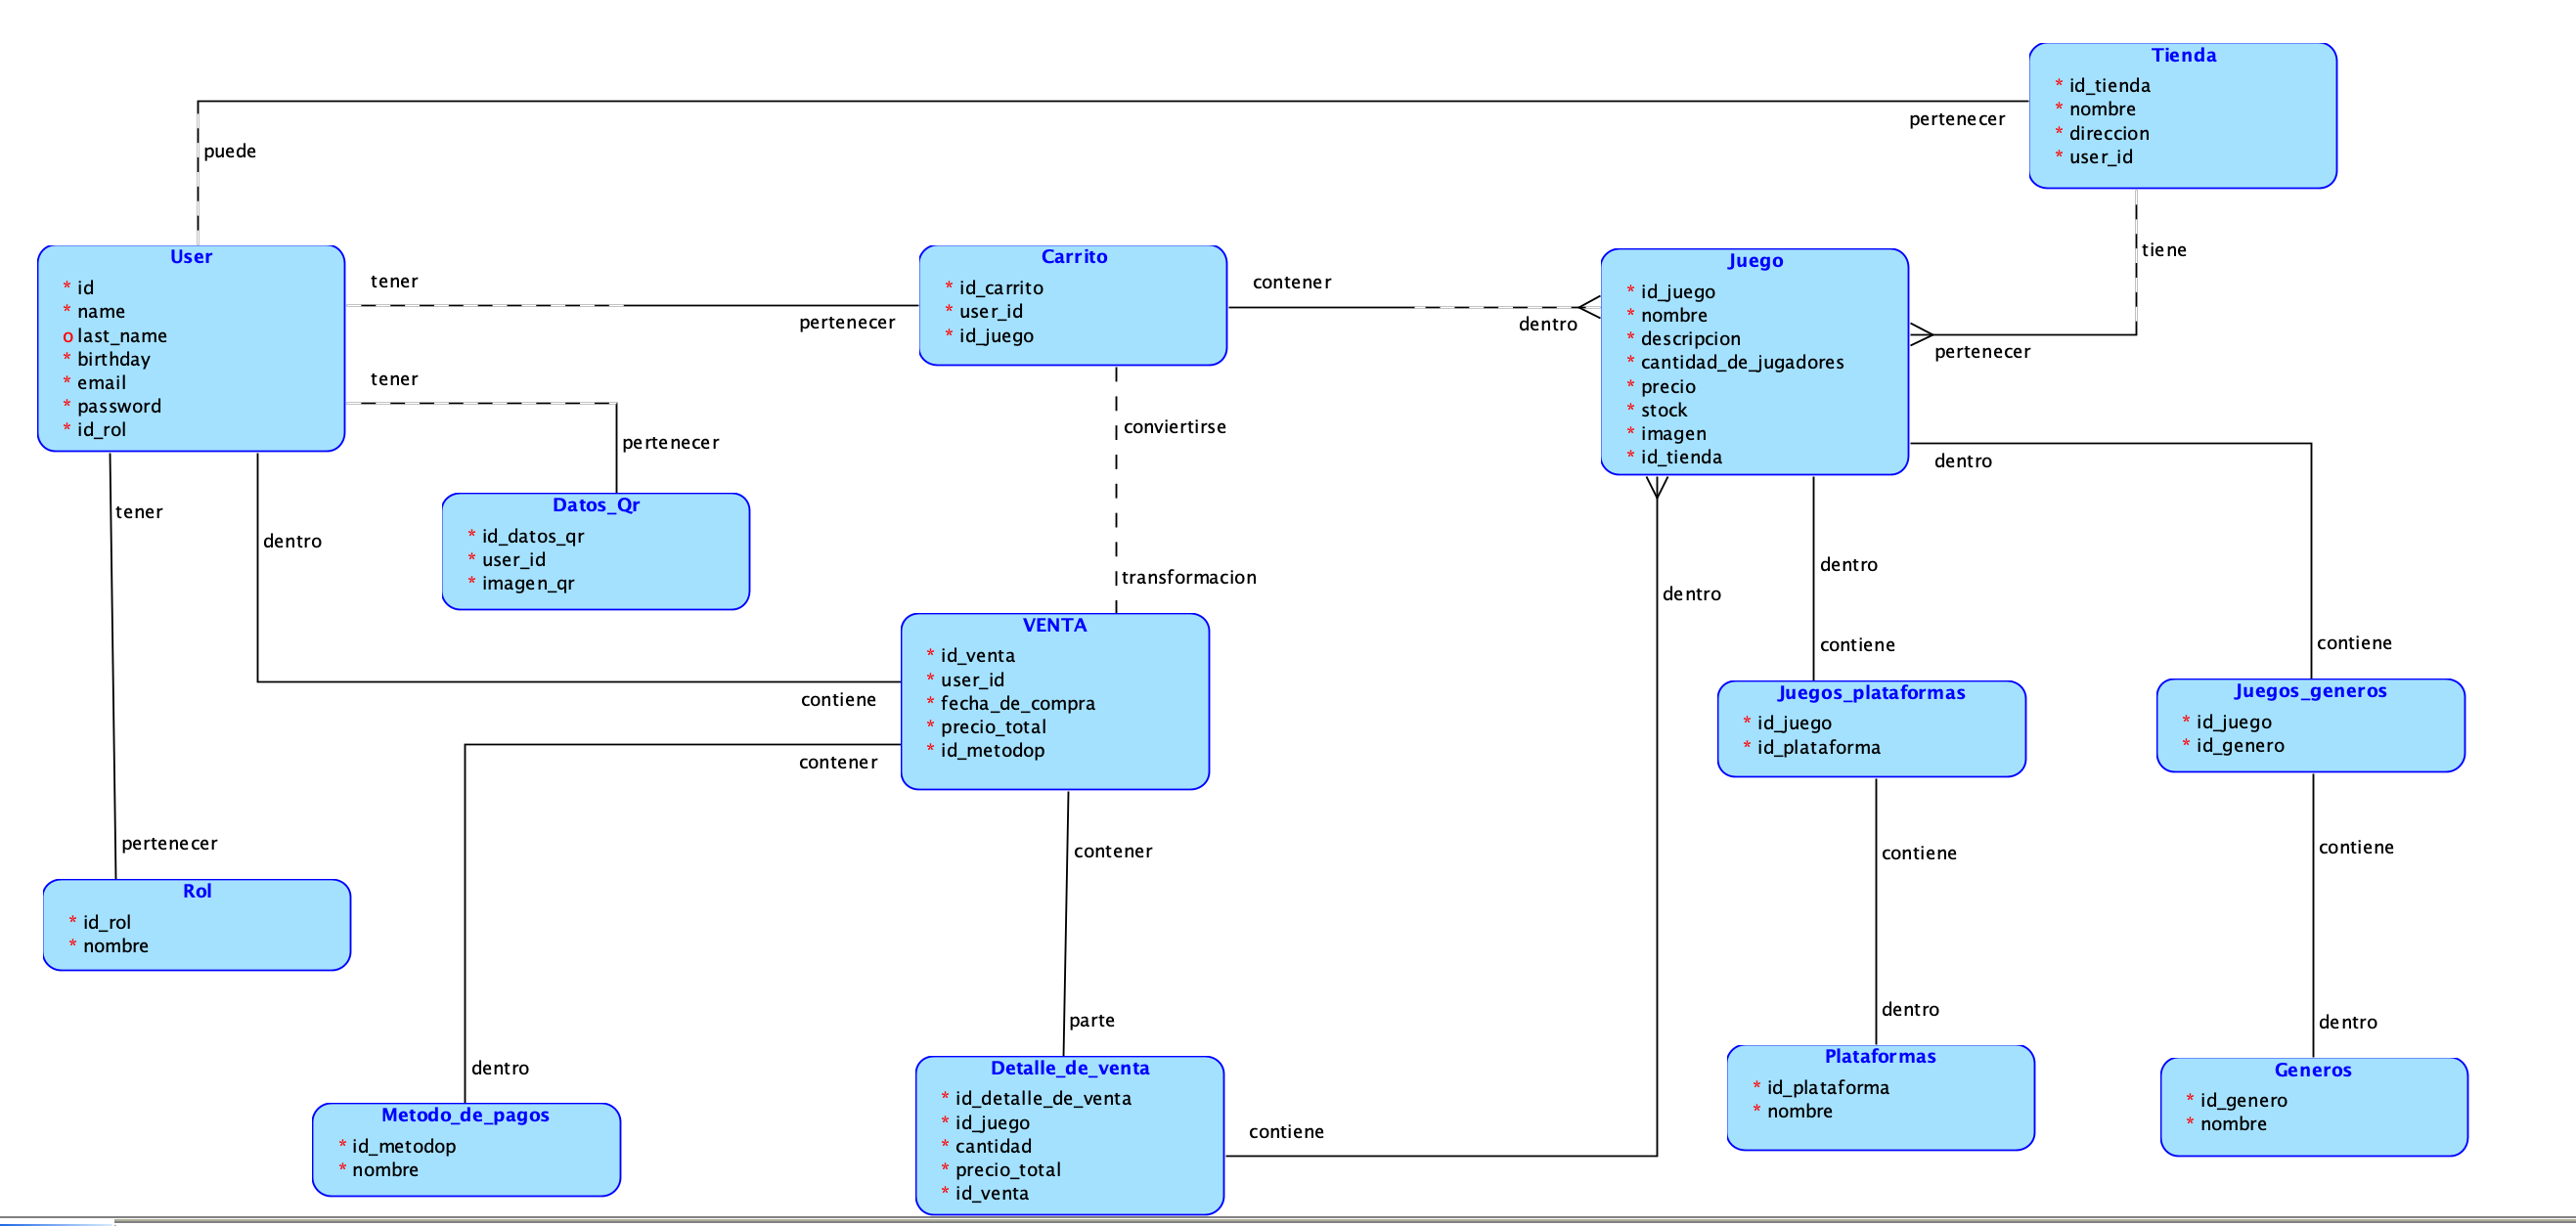 Tienda
* id_tienda
* nombre
* direccion
* user_id
pertenecer
puede
tiene
User
* id
* name
o last_name
* birthday
* email
* password
* id_rol
tener
pertenecer
Carrito
* id_carrito
* user_id
* id_juego
contener
dentro
Juego
* id_juego
* nombre
* descripcion
* cantidad_de_jugadores
* precio
* stock
* imagen
* id_tienda
pertenecer
tener
pertenecer
conviertirse
transformacion
dentro
tener
dentro
Datos_Qr
* id_datos_qr
* user_id
* imagen_qr
dentro
contiene
dentro
contiene
VENTA
* id_venta
* user_id
* fecha_de_compra
* precio_total
* id_metodop
contiene
contener
Juegos_plataformas
* id_juego
* id_plataforma
Juegos_generos
* id_juego
* id_genero
pertenecer
contener
contiene
contiene
Rol
* id_rol
* nombre
parte
dentro
dentro
dentro
Metodo_de_pagos
* id_metodop
* nombre
Detalle_de_venta
* id_detalle_de_venta
* id_juego
* cantidad
* precio_total
* id_venta
contiene
Plataformas
* id_plataforma
* nombre
Generos
* id_genero
* nombre